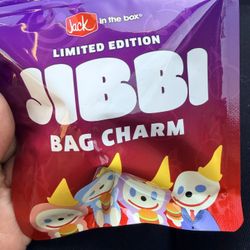 Jack in the box®
LIMITED EDITION
JIBBI
BAG CHARM